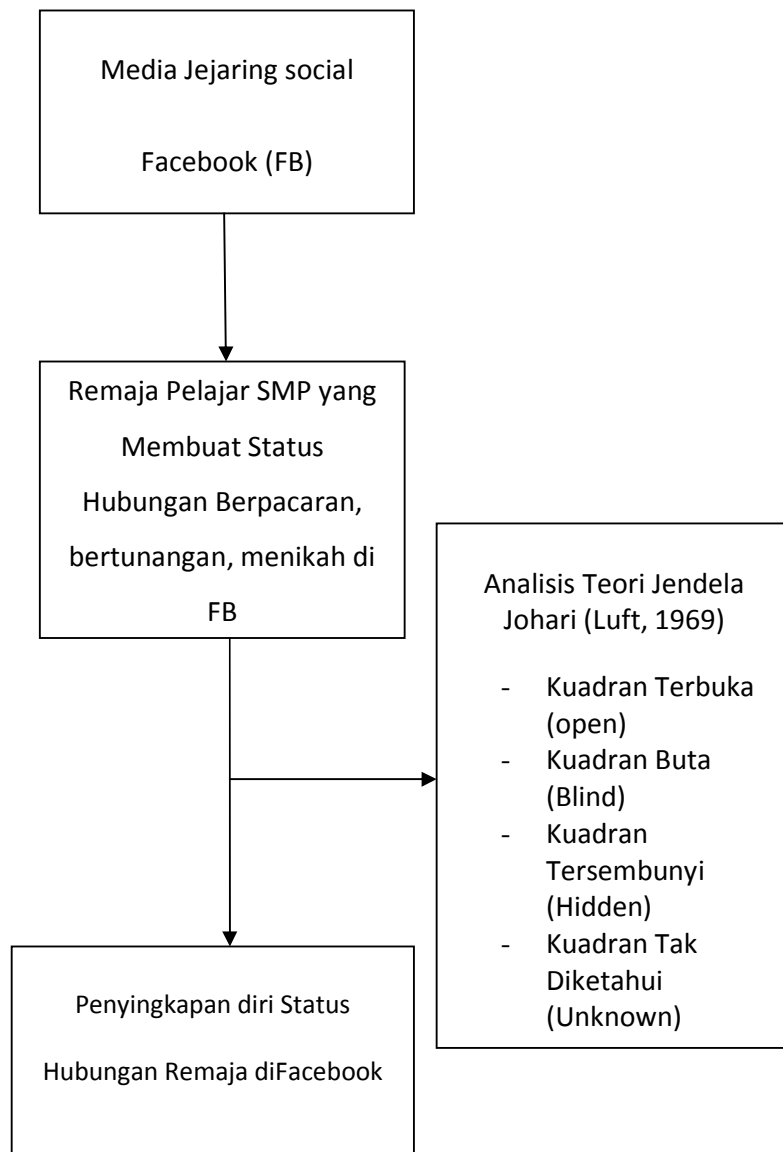 Media Jejaring social
Facebook (FB)
Remaja Pelajar SMP yang
Membuat Status
Hubungan Berpacaran,
bertunangan, menikah di
FB
Analisis Teori Jendela
Johari (Luft, 1969)
- Kuadran Terbuka
(open)
- Kuadran Buta
(Blind)
- Kuadran
Tersembunyi
(Hidden)
- Kuadran Tak
Diketahui
(Unknown)
Penyingkapan diri Status
Hubungan Remaja diFacebook